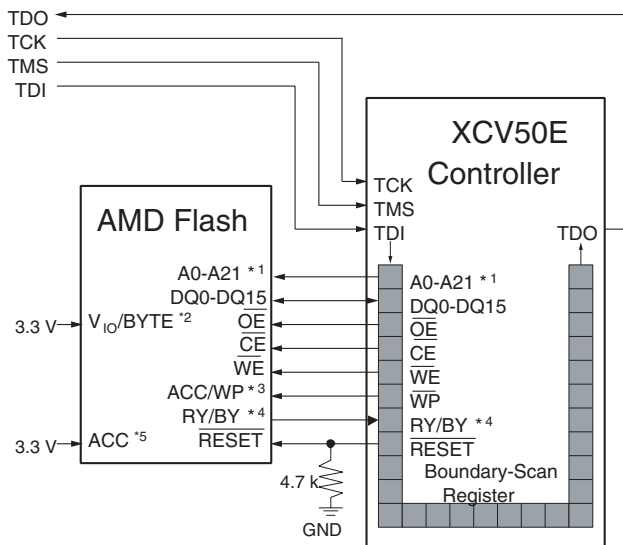 TDO
TCK
TMS
TDI
XCV50E
Controller
TCK
TMS
TDI
TDO
AMD Flash
A0-A21 *1
DQ0-DQ15
OE
CE
WE
ACC/WP *3
RY/BY *4
RESET
3.3 V
VIO/BYTE *2
3.3 V
ACC *5
A0-A21 *1
DQ0-DQ15
OE
CE
WE
WP
RY/BY *4
RESET
Boundary-Scan
Register
4.7 k
GND